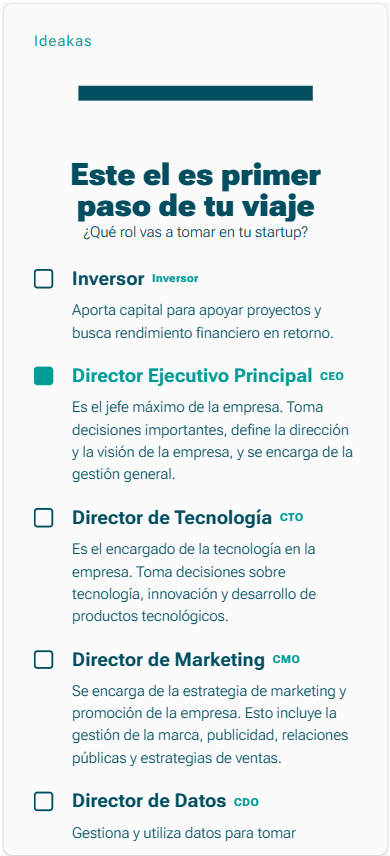 Ideakas
Este el es primer
paso de tu viaje
¿Qué rol vas a tomar en tu startup?
Inversor Inversor
Aporta capital para apoyar proyectos y
busca rendimiento financiero en retorno.
Director Ejecutivo Principal CEO
Es el jefe máximo de la empresa. Toma
decisiones importantes, define la dirección
y la visión de la empresa, y se encarga de la
gestión general.
Director de Tecnología CTO
Es el encargado de la tecnología en la
empresa. Toma decisiones sobre
tecnología, innovación y desarrollo de
productos tecnológicos.
Director de Marketing CMO
Se encarga de la estrategia de marketing y
promoción de la empresa. Esto incluye la
gestión de la marca, publicidad, relaciones
públicas y estrategias de ventas.
Director de Datos CDO
Gestiona y utiliza datos para tomar